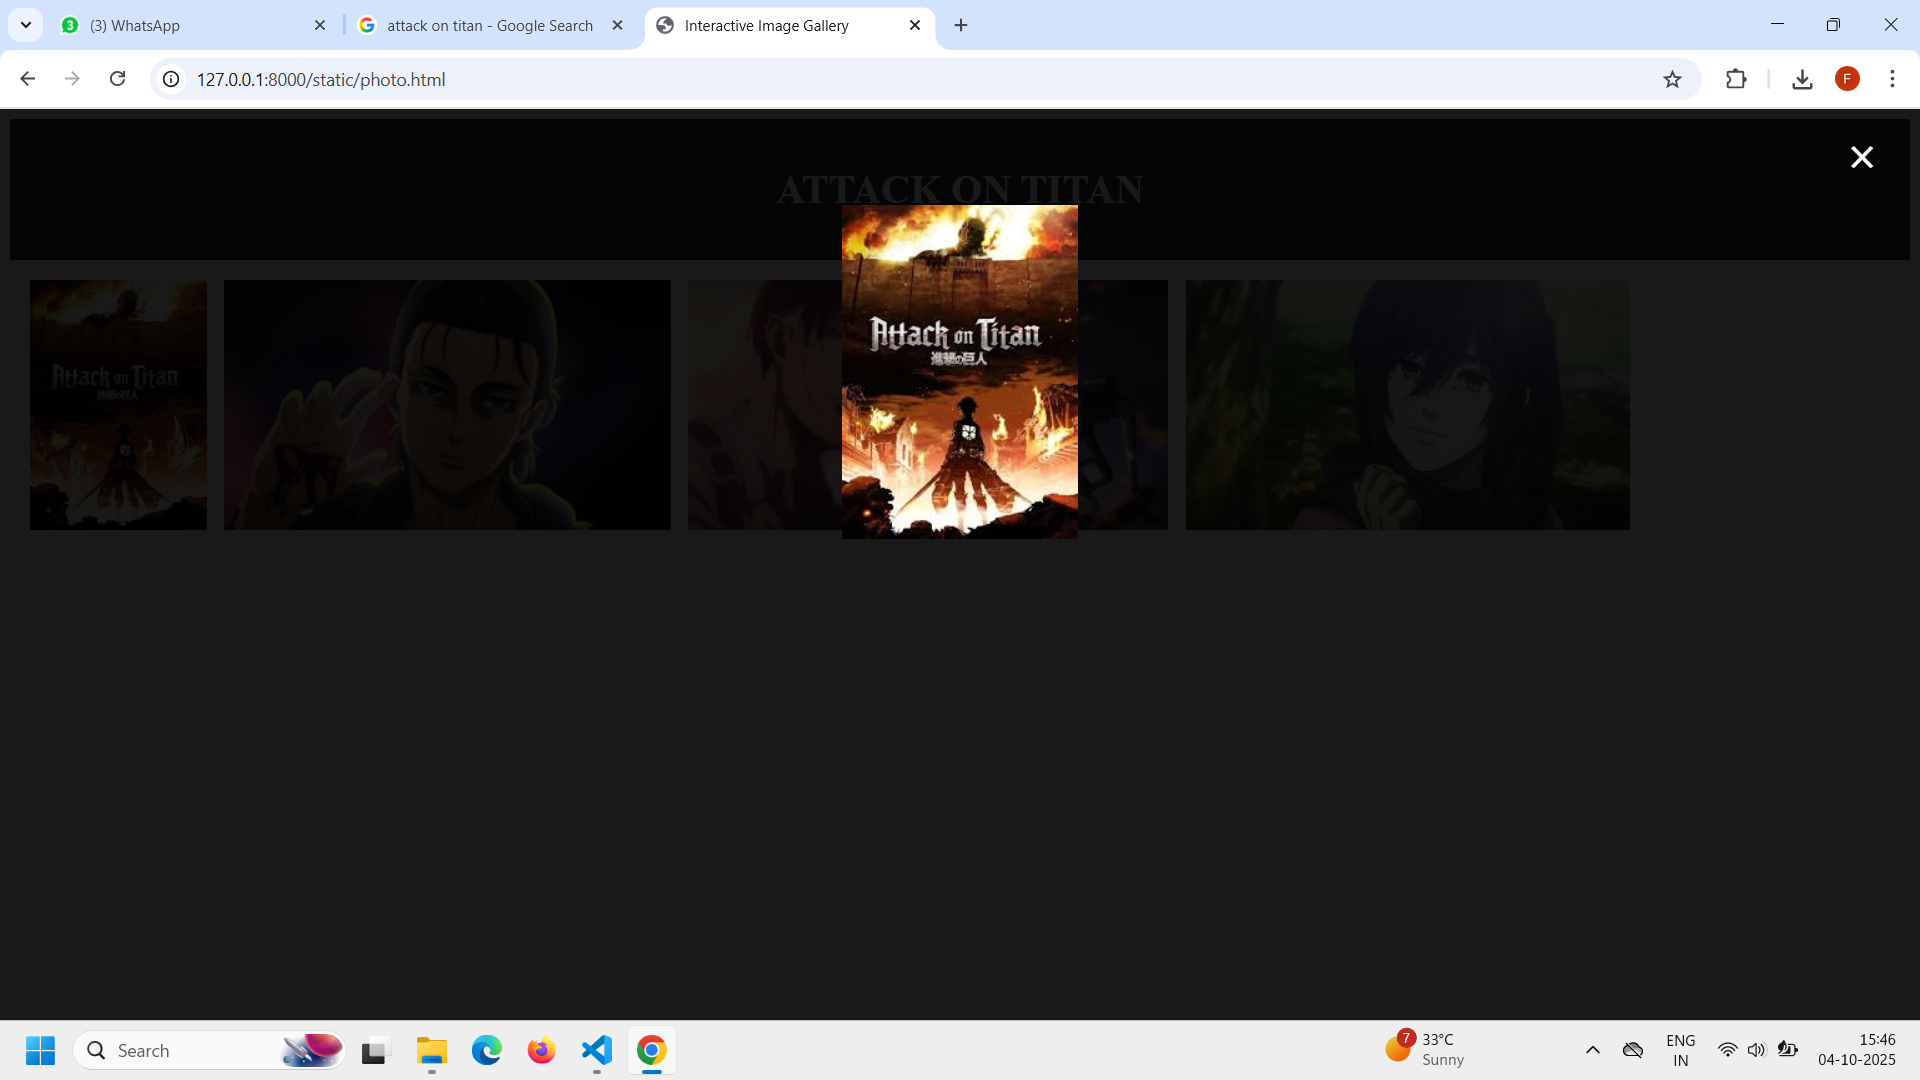 (3) WhatsApp
attack on titan - Google Search
Interactive Image Gallery
127.0.0.1:8000/static/photo.html
F
ATTACK ON TITAN
Attack on Titan
進撃の巨人
Attack on Titan
進撃の巨人
Search
7
33°C
Sunny
ENG
IN
15:46
04-10-2025
3